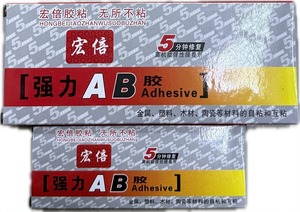 宏倍胶粘 无所不粘
HONGBEIJIAOZHANWUSUOBUZHAN
宏倍
5分钟修复
[强力AB胶]
Adhesive
金属、塑料、木材、陶瓷等材料的自粘和互粘
宏倍胶粘 无所不粘
HONGBEIJIAOZHANWUSUOBUZHAN
宏倍
5分钟修复
[强力AB胶]
Adhesive
金属、塑料、木材、陶瓷等材料的自粘和互粘